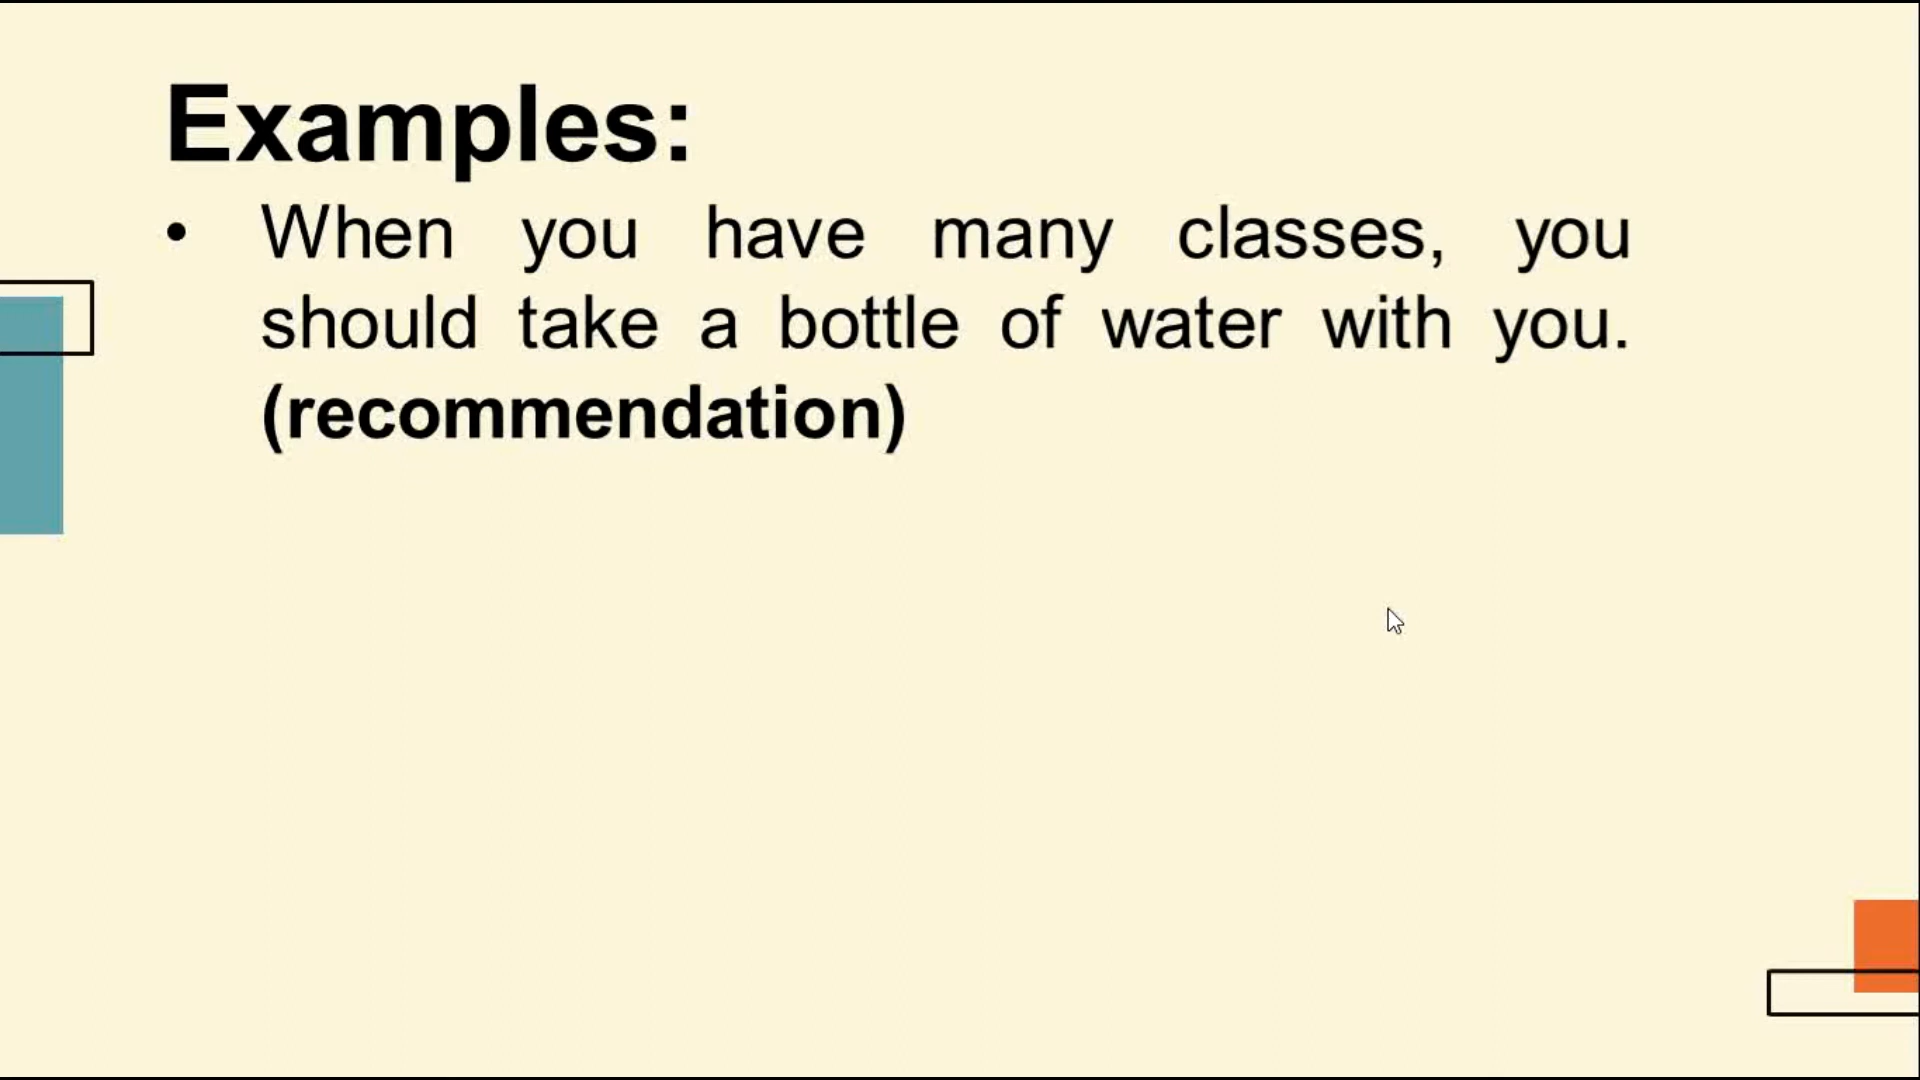 Examples:
• When you have many classes, you
should take a bottle of water with you.
(recommendation)